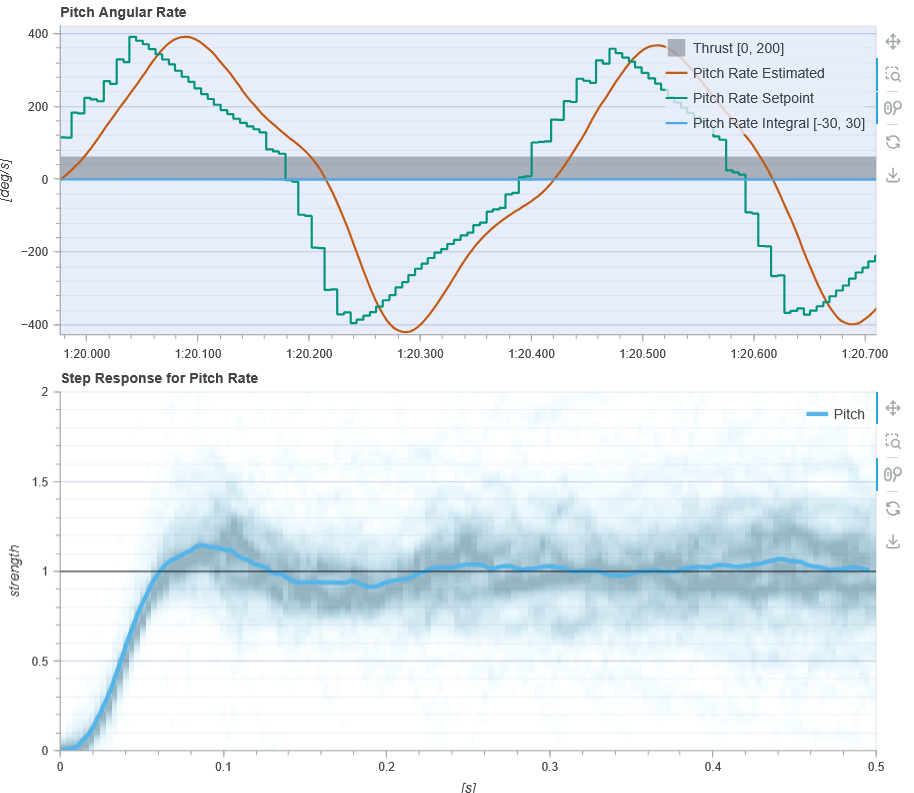 Pitch Angular Rate
400
200
0
−200
−400
[deg/s]
Thrust [0, 200]
Pitch Rate Estimated
Pitch Rate Setpoint
Pitch Rate Integral [-30, 30]
1:20.000 1:20.100 1:20.200 1:20.300 1:20.400 1:20.500 1:20.600 1:20.700
Step Response for Pitch Rate
2
1.5
1
0.5
0
strength
Pitch
0 0.1 0.2 0.3 0.4 0.5
[s]